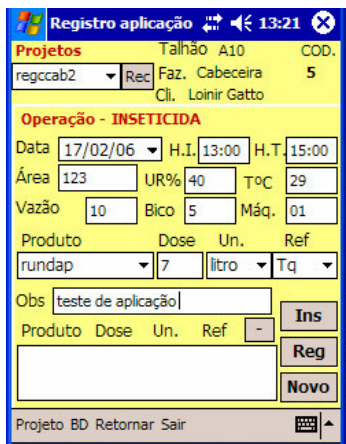 Registro aplicação 13:21
Projetos Talhão A10 COD.
regccab2 Rec Faz. Cabeceira 5
Cli. Loinir Gatto
Operação - INSETICIDA
Data 17/02/06 H.I. 13:00 H.T. 15:00
Área 123 UR% 40 TºC 29
Vazão 10 Bico 5 Máq. 01
Produto Dose Un. Ref
rundap 7 litro Tq
Obs teste de aplicação
Ins
Produto Dose Un. Ref -
Reg
Novo
Projeto BD Retornar Sair